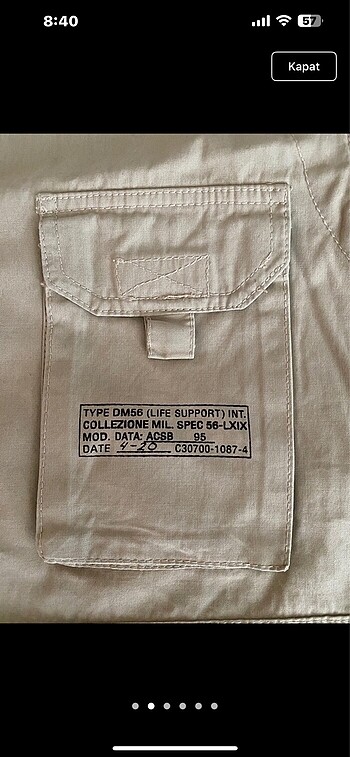 8:40
57
Kapat
TYPE DM56 (LIFE SUPPORT) INT.
COLLEZIONE MIL. SPEC 56-LXIX
MOD. DATA: ACSB 95
DATE 4-20 C30700-1087-4